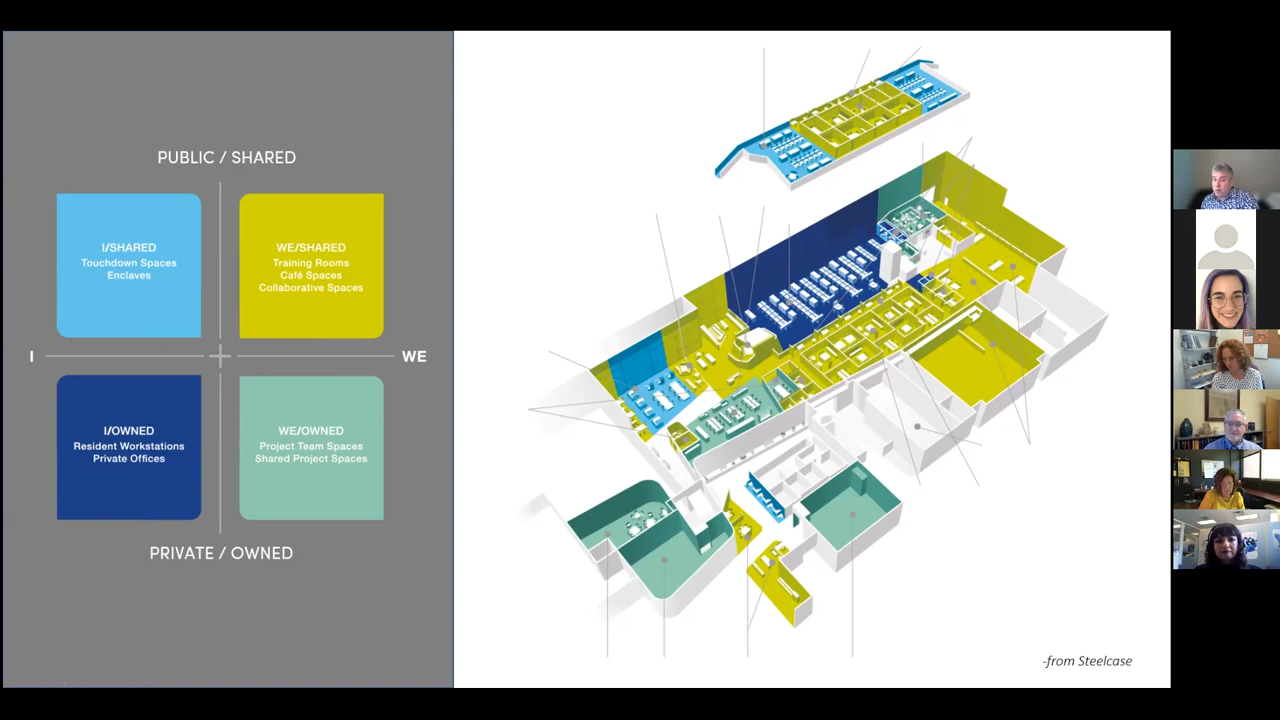 PUBLIC / SHARED
I/SHARED
Touchdown Spaces
Enclaves
WE/SHARED
Training Rooms
Café Spaces
Collaborative Spaces
I
WE
I/OWNED
Resident Workstations
Private Offices
WE/OWNED
Project Team Spaces
Shared Project Spaces
PRIVATE / OWNED
-from Steelcase